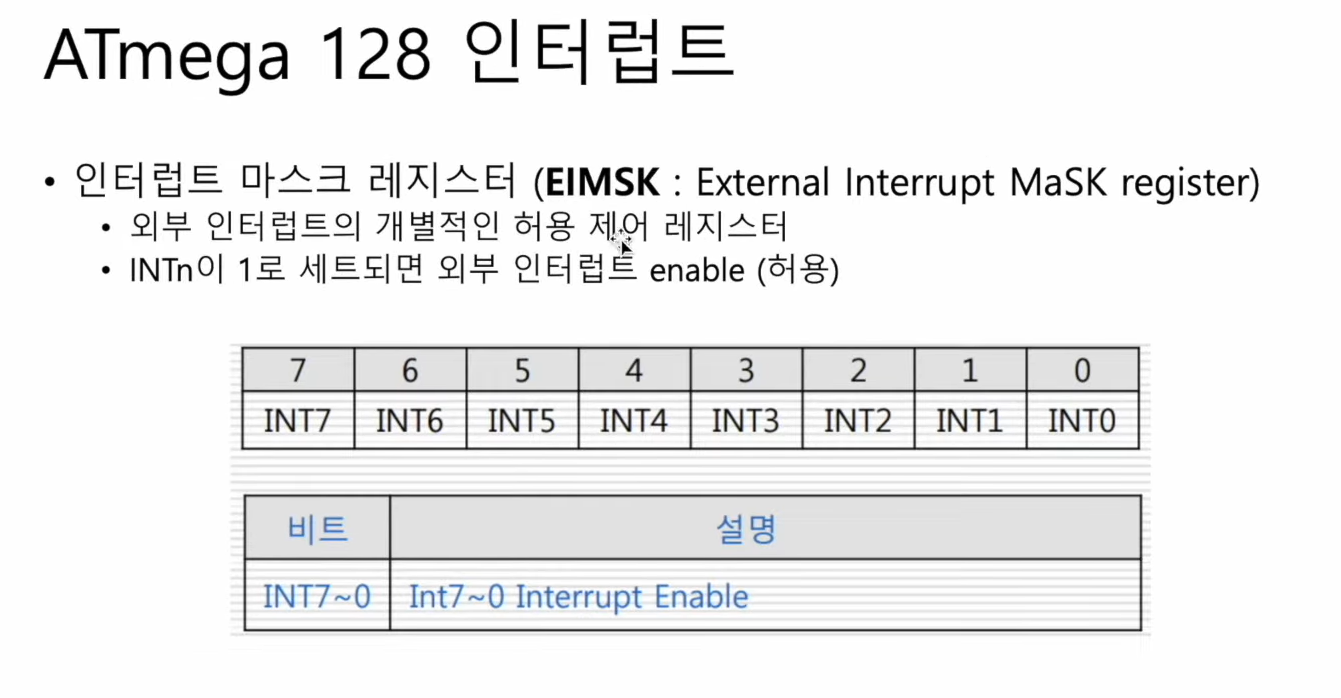 ATmega 128 인터럽트
• 인터럽트 마스크 레지스터 (EIMSK : External Interrupt MaSK register)
• 외부 인터럽트의 개별적인 허용 제어 레지스터
• INTn이 1로 세트되면 외부 인터럽트 enable (허용)
7 6 5 4 3 2 1 0
INT7 INT6 INT5 INT4 INT3 INT2 INT1 INT0
비트 설명
INT7~0 Int7~0 Interrupt Enable